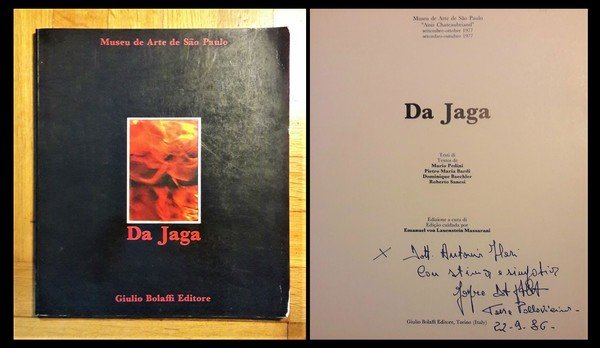 Museu de Arte de São Paulo
Da Jaga
Giulio Bolaffi Editore
Museu de Arte de São Paulo
"Assis Chateaubriand"
settembre-ottobre 1977
setembro-outubro 1977
Da Jaga
Testi di
Textos de
Mario Pedini
Pietro Maria Bardi
Dominique Baechler
Roberto Sanesi
Edizione a cura di
Edição cuidada por
Emanuel von Lauenstein Massarani
x Dott. Antonio
Con stima e simpatia
22-9-86-
Giulio Bolaffi Editore, Torino (Italy)